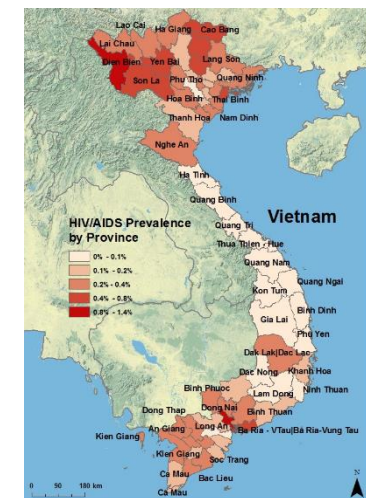 Lao Cai
Ha Giang
Cao Bang
Lai Chau
Lang Son
Dien Bien
Yen Bai
Phu Tho
Quang Ninh
Son La
Hoa Binh
Thai Binh
Thanh Hoa
Nam Dinh
Nghe An
Ha Tinh
Quang Binh
HIV/AIDS Prevalence
by Province
Vietnam
Quang Tri
Thua Thien - Hue
0% - 0.1%
0.1% - 0.2%
0.2% - 0.4%
0.4% - 0.8%
0.8% - 1.4%
Quang Nam
Quang Ngai
Kon Tum
Binh Dinh
Gia Lai
Phu Yen
Dak Lak|Dac Lac
Dac Nong
Khanh Hoa
Binh Phuoc
Lam Dong
Ninh Thuan
Dong Thap
Dong Nai
Binh Thuan
An Giang
Long An
Kien Giang
Ba Ria - VTau|Bà Ria-Vung Tau
Kien Giang
Soc Trang
Ca Mau
Bac Lieu
Ca Mau
0
90
180 km